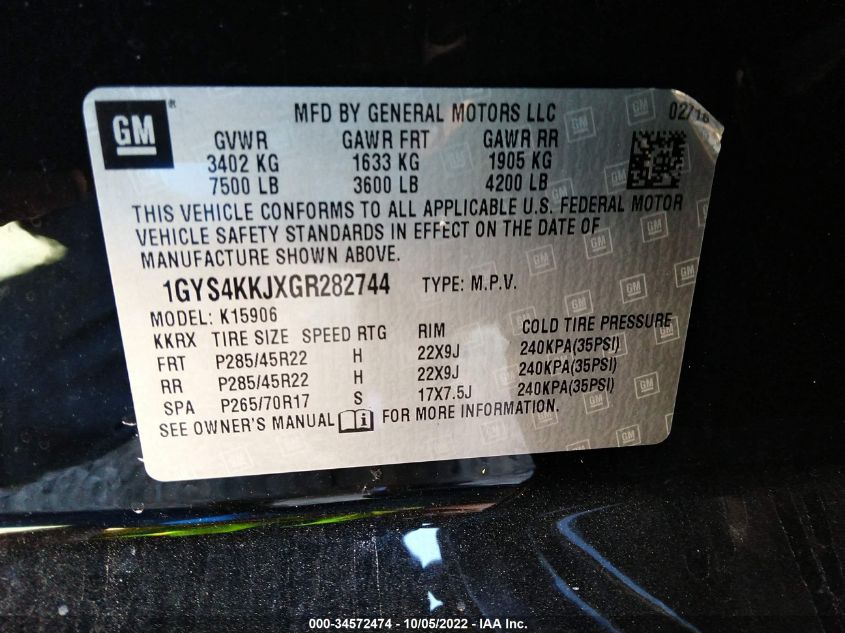 GM ®
MFD BY GENERAL MOTORS LLC 02/16
GVWR GAWR FRT GAWR RR
3402 KG 1633 KG 1905 KG
7500 LB 3600 LB 4200 LB
THIS VEHICLE CONFORMS TO ALL APPLICABLE U.S. FEDERAL MOTOR
VEHICLE SAFETY STANDARDS IN EFFECT ON THE DATE OF
MANUFACTURE SHOWN ABOVE.
1GYS4KKJXGR282744 TYPE: M.P.V.
MODEL: K15906
KKRX TIRE SIZE SPEED RTG RIM COLD TIRE PRESSURE
FRT P285/45R22 H 22X9J 240KPA(35PSI)
RR P285/45R22 H 22X9J 240KPA(35PSI)
SPA P265/70R17 S 17X7.5J 240KPA(35PSI)
SEE OWNER'S MANUAL i FOR MORE INFORMATION.
000-34572474 - 10/05/2022 - IAA Inc.